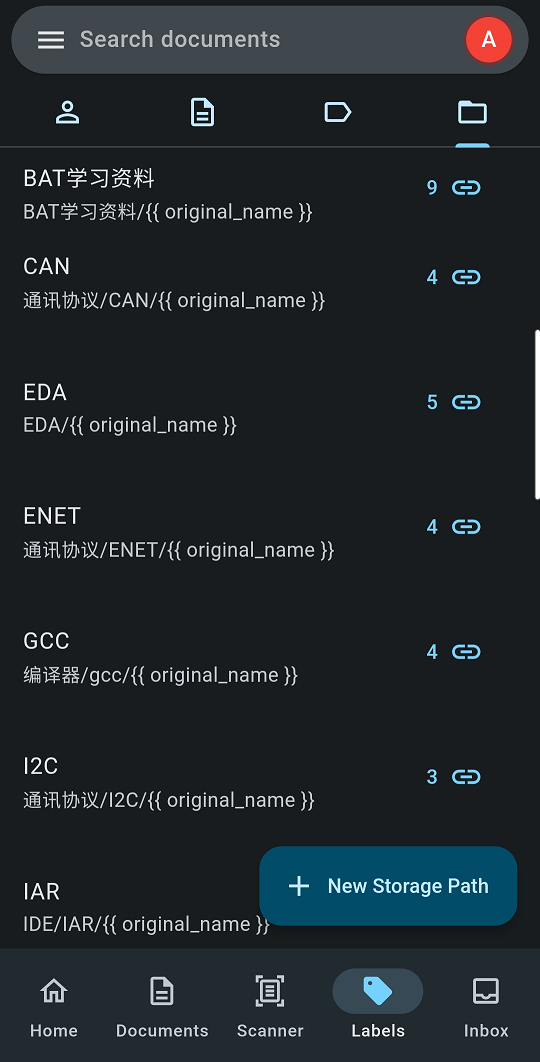 Search documents
A
BAT学习资料
BAT学习资料/{{ original_name }}
9
CAN
通讯协议/CAN/{{ original_name }}
4
EDA
EDA/{{ original_name }}
5
ENET
通讯协议/ENET/{{ original_name }}
4
GCC
编译器/gcc/{{ original_name }}
4
I2C
通讯协议/I2C/{{ original_name }}
3
IAR
IDE/IAR/{{ original_name }}
New Storage Path
Home
Documents
Scanner
Labels
Inbox